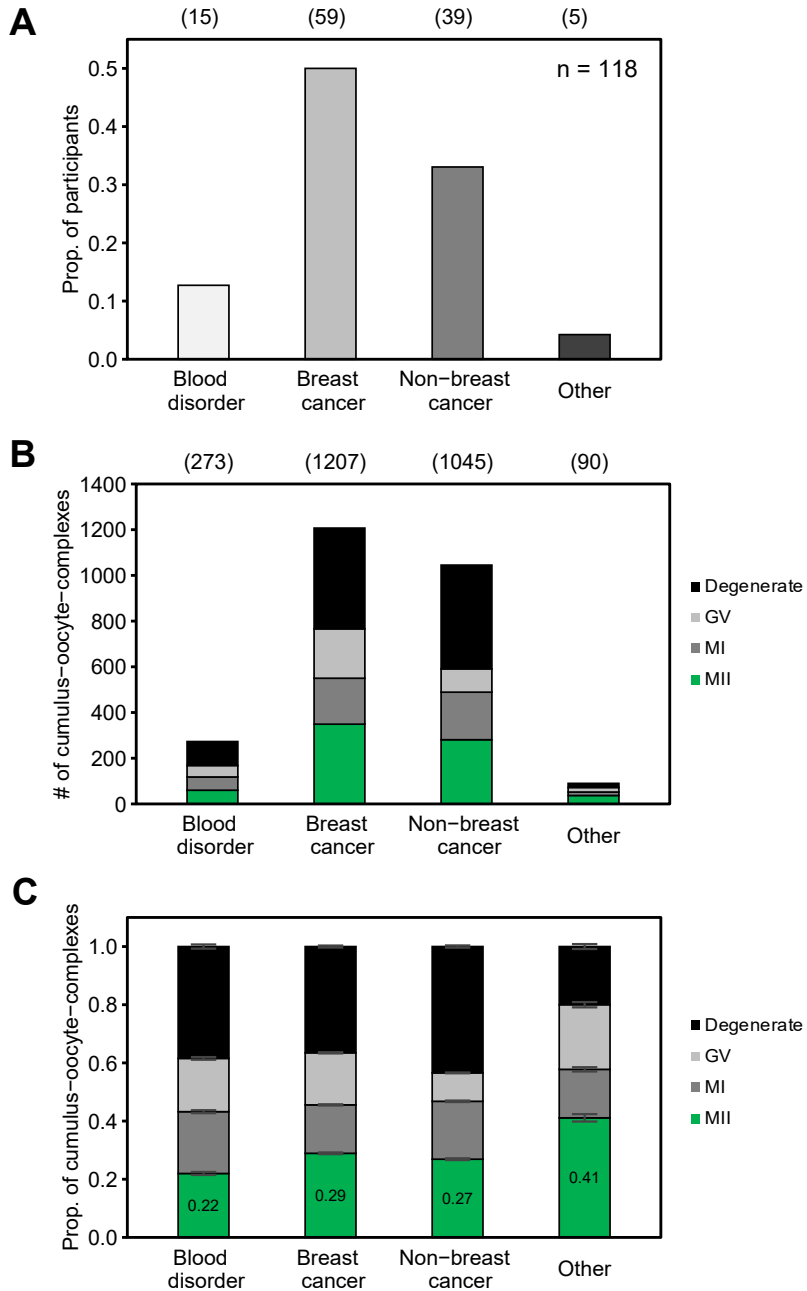 A
(15) (59) (39) (5)
n = 118
Prop. of participants
0.5
0.4
0.3
0.2
0.1
0.0
Blood disorder
Breast cancer
Non−breast cancer
Other
B
(273) (1207) (1045) (90)
# of cumulus−oocyte−complexes
1400
1200
1000
800
600
400
200
0
Degenerate
GV
MI
MII
Blood disorder
Breast cancer
Non−breast cancer
Other
C
Prop. of cumulus−oocyte−complexes
1.0
0.8
0.6
0.4
0.2
0.0
0.22
0.29
0.27
0.41
Degenerate
GV
MI
MII
Blood disorder
Breast cancer
Non−breast cancer
Other